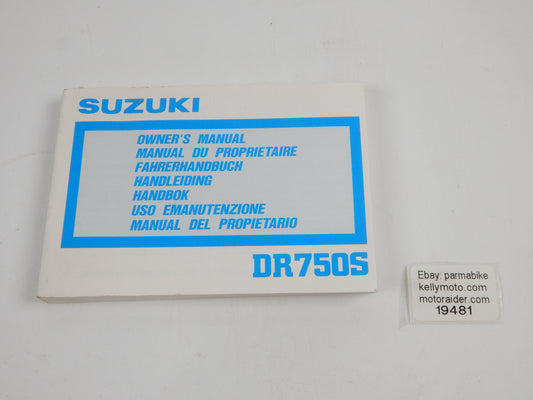 SUZUKI
OWNER'S MANUAL
MANUAL DU PROPRIETAIRE
FAHRERHANDBUCH
HANDLEIDING
HANDBOK
USO EMANUTENZIONE
MANUAL DEL PROPIETARIO
DR750S
Ebay: parmabike
kellymoto.com
motoraider.com
19481